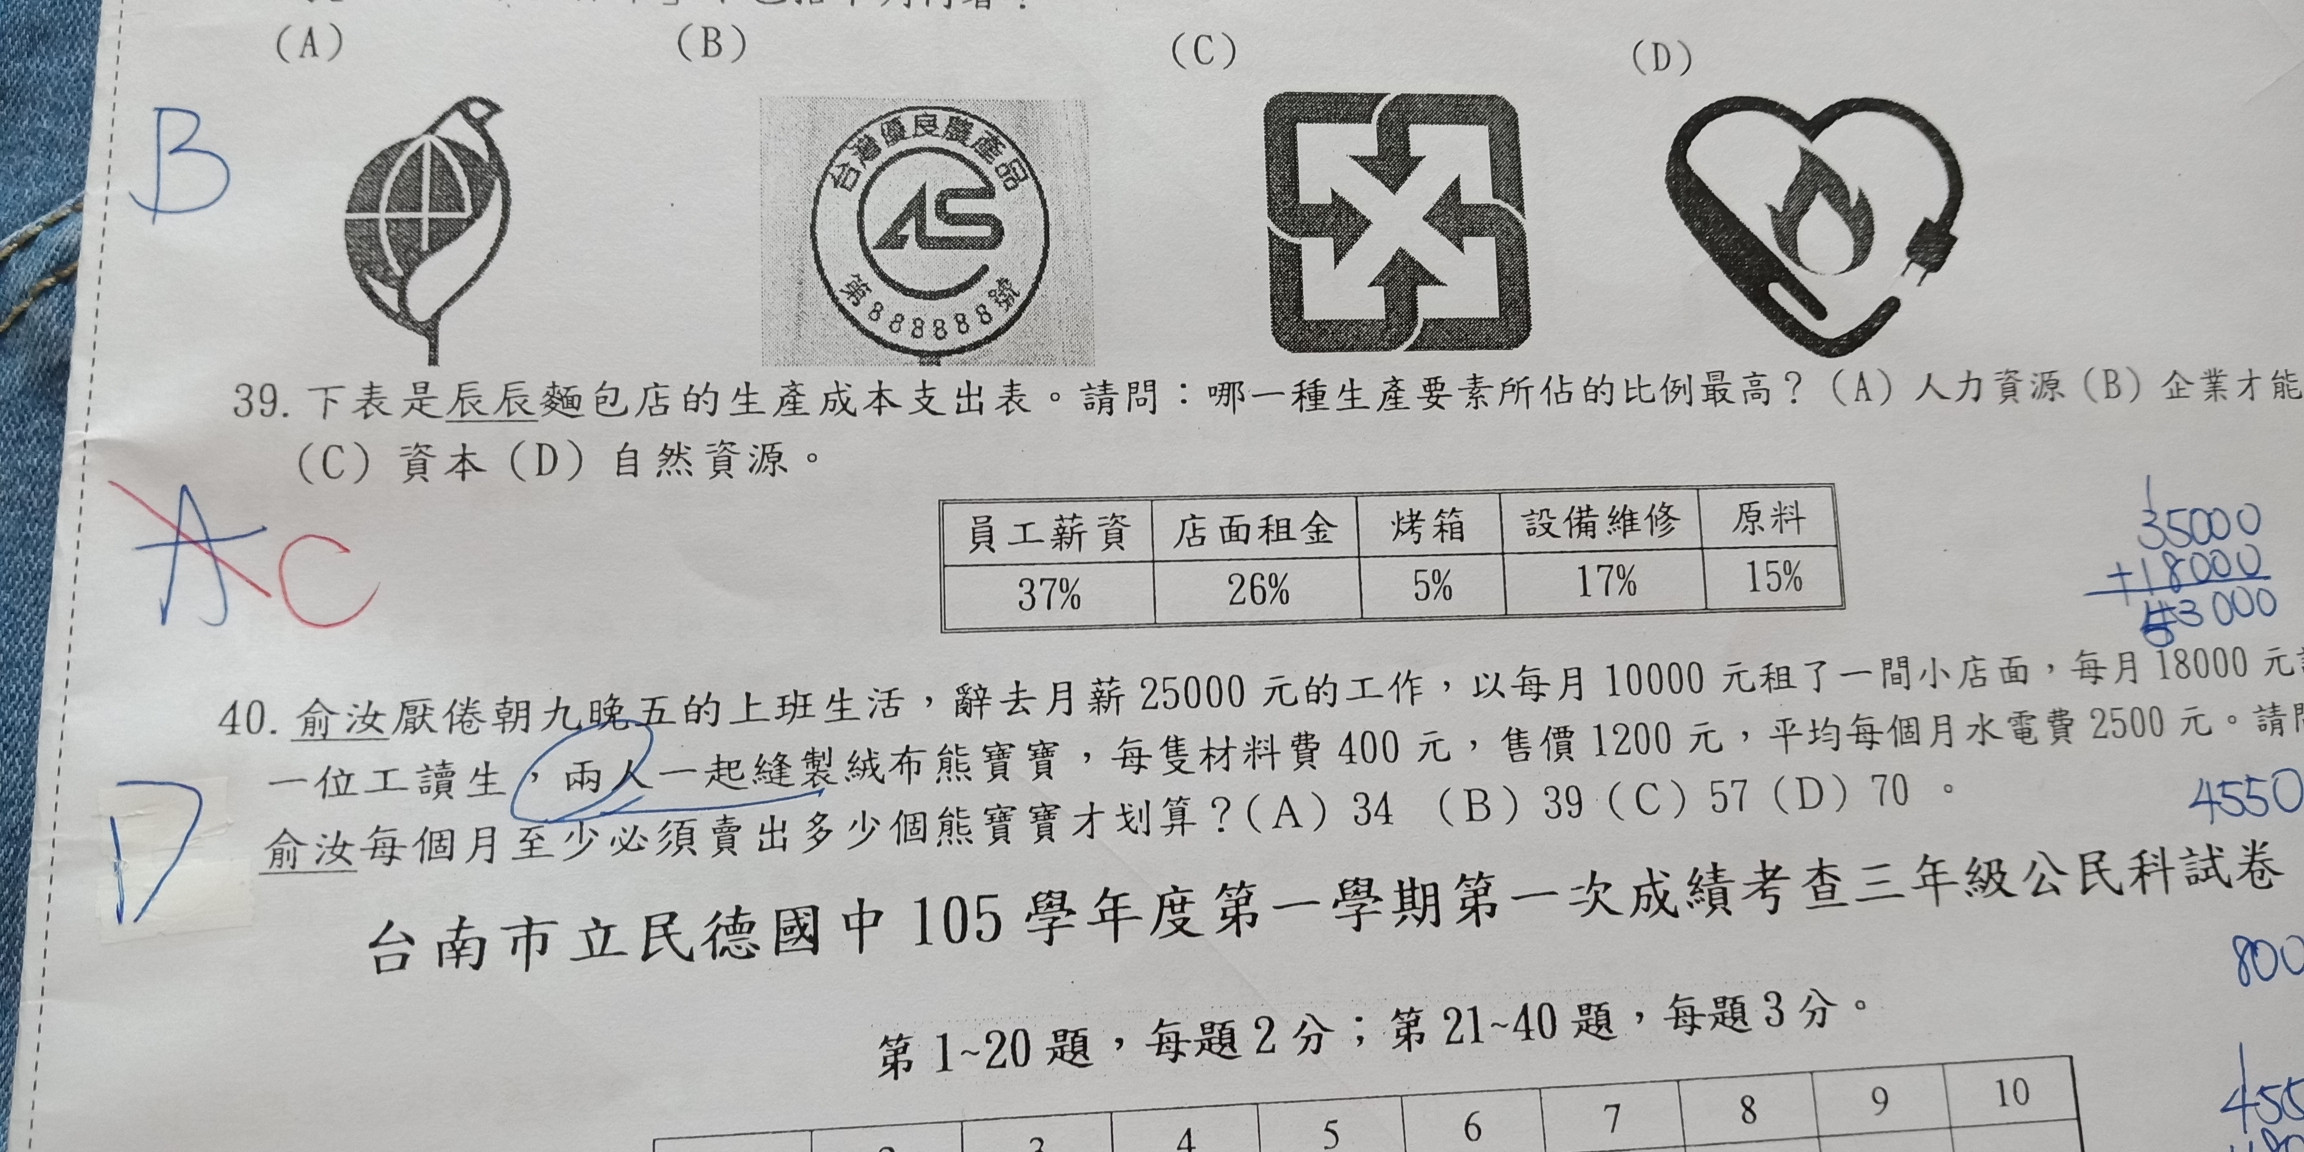 (A) (B) (C) (D)
B
台灣優良農產品
CAS
第888888號
39. 下表是辰辰麵包店的生產成本支出表。請問：哪一種生產要素所佔的比例最高？(A) 人力資源 (B) 企業才能
(C) 資本 (D) 自然資源。
A C
員工薪資 店面租金 烤箱 設備維修 原料
37% 26% 5% 17% 15%
35000
+18000
53000
40. 俞汝厭倦朝九晚五的上班生活，辭去月薪 25000 元的工作，以每月 10000 元租了一間小店面，每月 18000 元
一位工讀生，兩人一起縫製絨布熊寶寶，每隻材料費 400 元，售價 1200 元，平均每個月水電費 2500 元。請
俞汝每個月至少必須賣出多少個熊寶寶才划算？(A) 34 (B) 39 (C) 57 (D) 70 。
D
4550
台南市立民德國中 105 學年度第一學期第一次成績考查三年級公民科試卷
800
第 1~20 題，每題 2 分；第 21~40 題，每題 3 分。
455
4 5 6 7 8 9 10